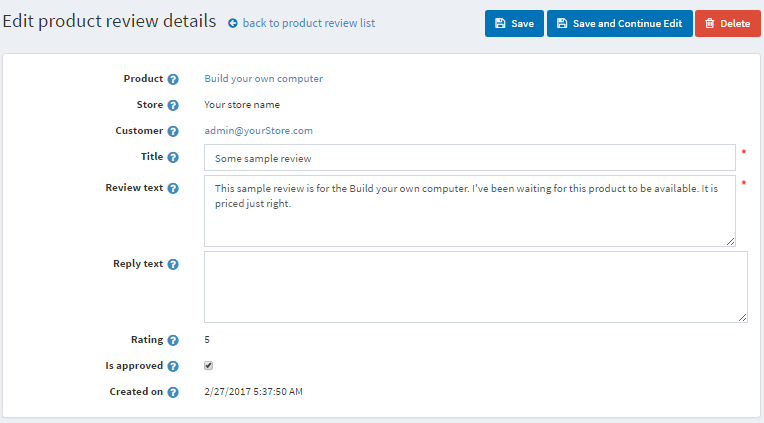 Edit product review details back to product review list Save Save and Continue Edit Delete
Product ? Build your own computer
Store ? Your store name
Customer ? admin@yourStore.com
Title ? Some sample review *
Review text ? This sample review is for the Build your own computer. I've been waiting for this product to be available. It is *
priced just right.
Reply text ?
Rating ? 5
Is approved ?
Created on ? 2/27/2017 5:37:50 AM